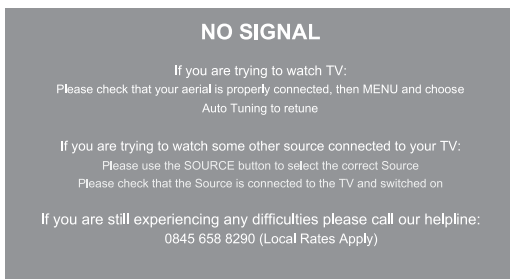 NO SIGNAL
If you are trying to watch TV:
Please check that your aerial is properly connected, then MENU and choose
Auto Tuning to retune
If you are trying to watch some other source connected to your TV:
Please use the SOURCE button to select the correct Source
Please check that the Source is connected to the TV and switched on
If you are still experiencing any difficulties please call our helpline:
0845 658 8290 (Local Rates Apply)